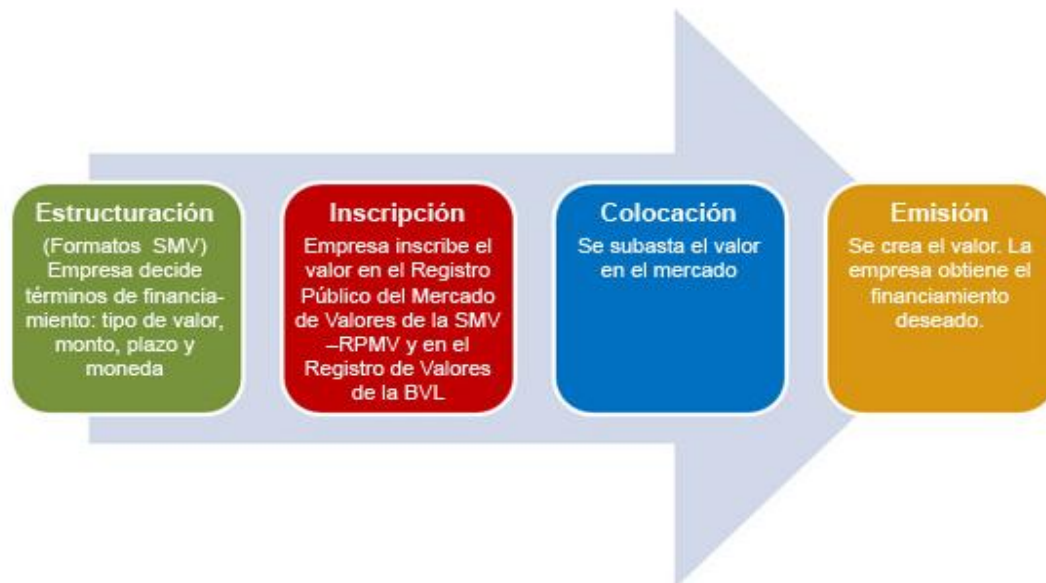 Estructuración
(Formatos SMV)
Empresa decide
términos de financia-
miento: tipo de valor,
monto, plazo y
moneda
Inscripción
Empresa inscribe el
valor en el Registro
Público del Mercado
de Valores de la SMV
–RPMV y en el
Registro de Valores
de la BVL
Colocación
Se subasta el valor
en el mercado
Emisión
Se crea el valor. La
empresa obtiene el
financiamiento
deseado.